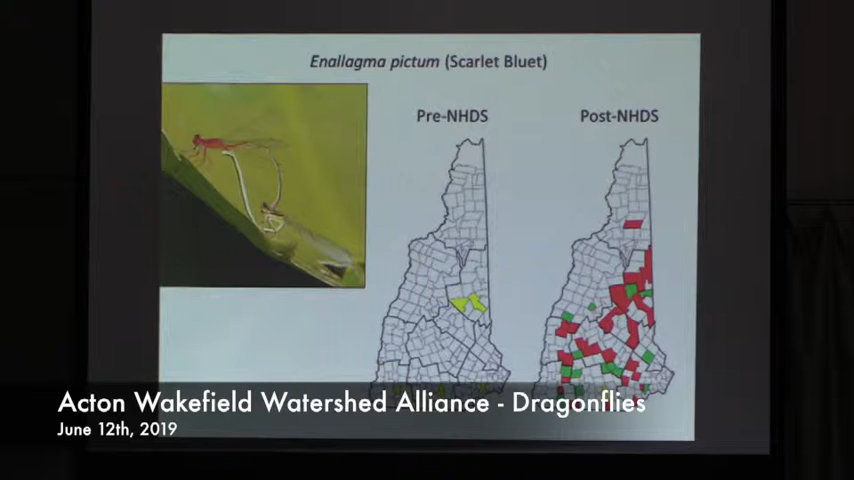 Enallagma pictum (Scarlet Bluet)
Pre-NHDS
Post-NHDS
Acton Wakefield Watershed Alliance - Dragonflies
June 12th, 2019